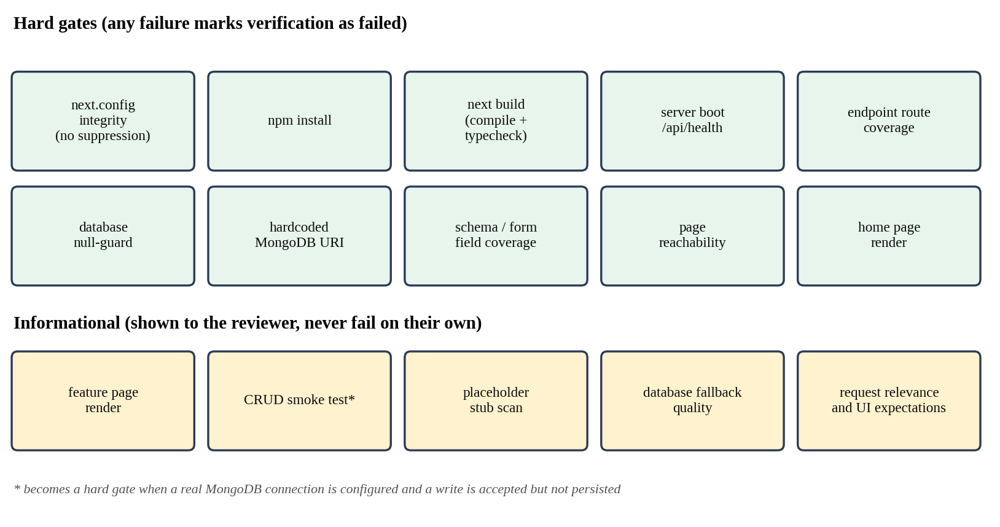 Hard gates (any failure marks verification as failed)
next.config
integrity
(no suppression)
npm install
next build
(compile +
typecheck)
server boot
/api/health
endpoint route
coverage
database
null-guard
hardcoded
MongoDB URI
schema / form
field coverage
page
reachability
home page
render
Informational (shown to the reviewer, never fail on their own)
feature page
render
CRUD smoke test*
placeholder
stub scan
database fallback
quality
request relevance
and UI expectations
* becomes a hard gate when a real MongoDB connection is configured and a write is accepted but not persisted